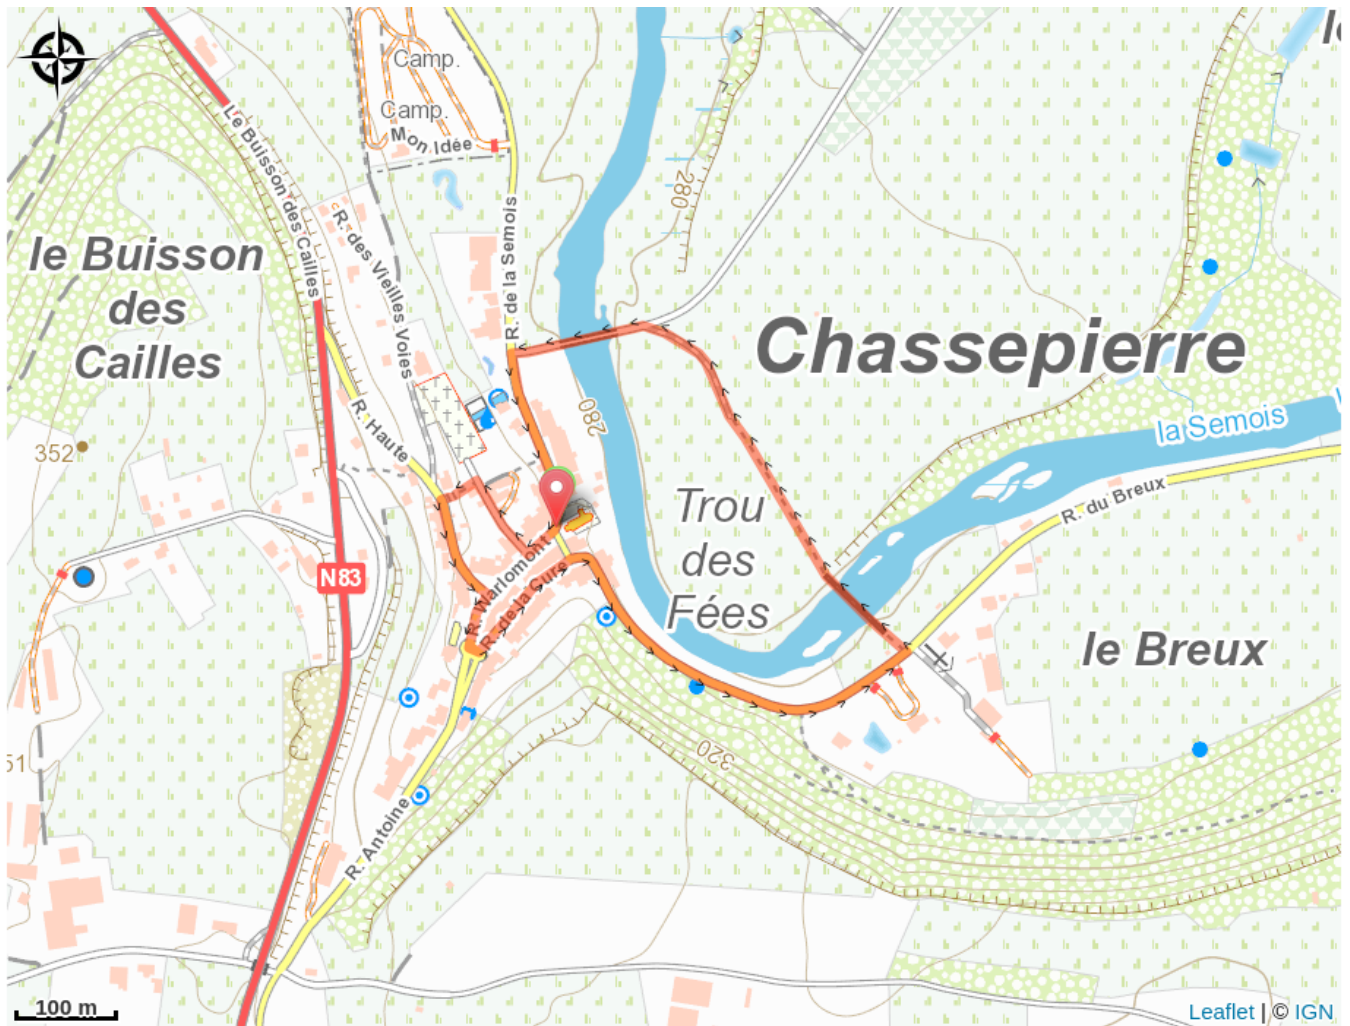 Camp.
Camp.
Mon Idée
Le Buisson des Cailles
R. des Vieilles Voies
R. de la Semois
280
le Buisson
des
Cailles
Chassepierre
R. Haute
280
352
la Semois
R. du Breux
Trou
des
Fées
N83
R. Warlomont
R. de la Cure
le Breux
320
51
R. Antoine
100 m
Leaflet | © IGN